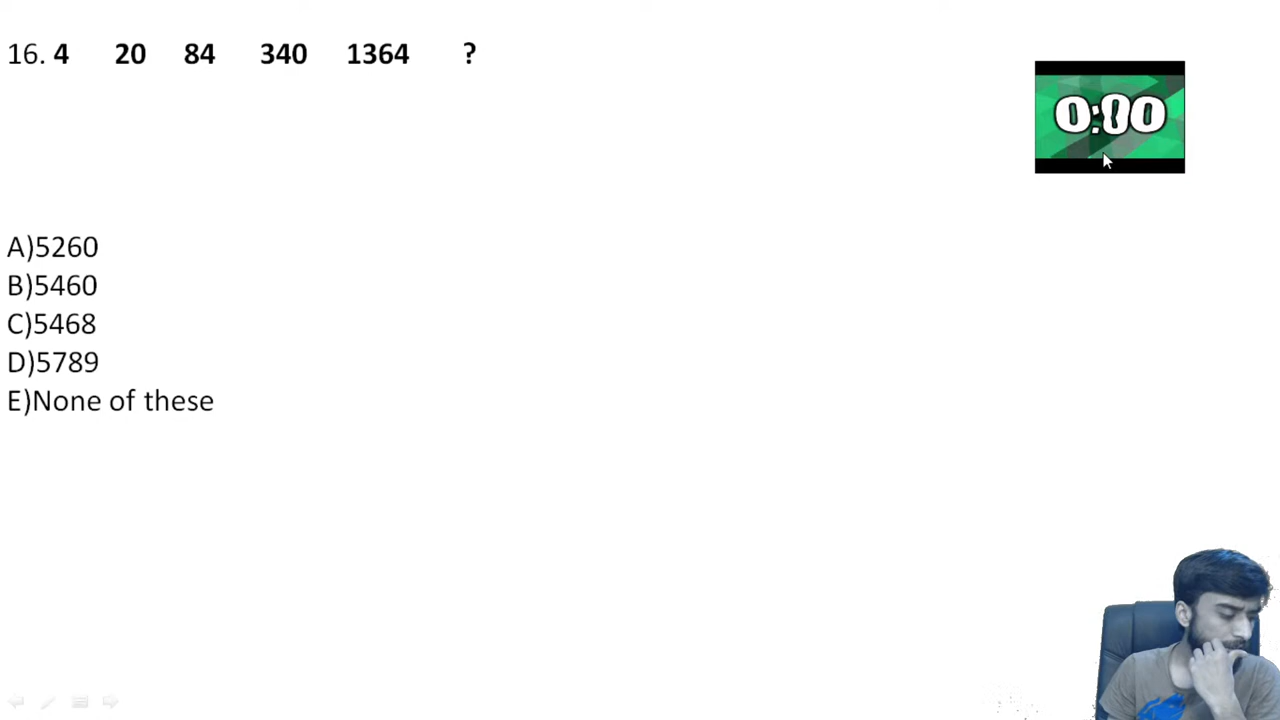 16. 4 20 84 340 1364 ?
0:00
A)5260
B)5460
C)5468
D)5789
E)None of these